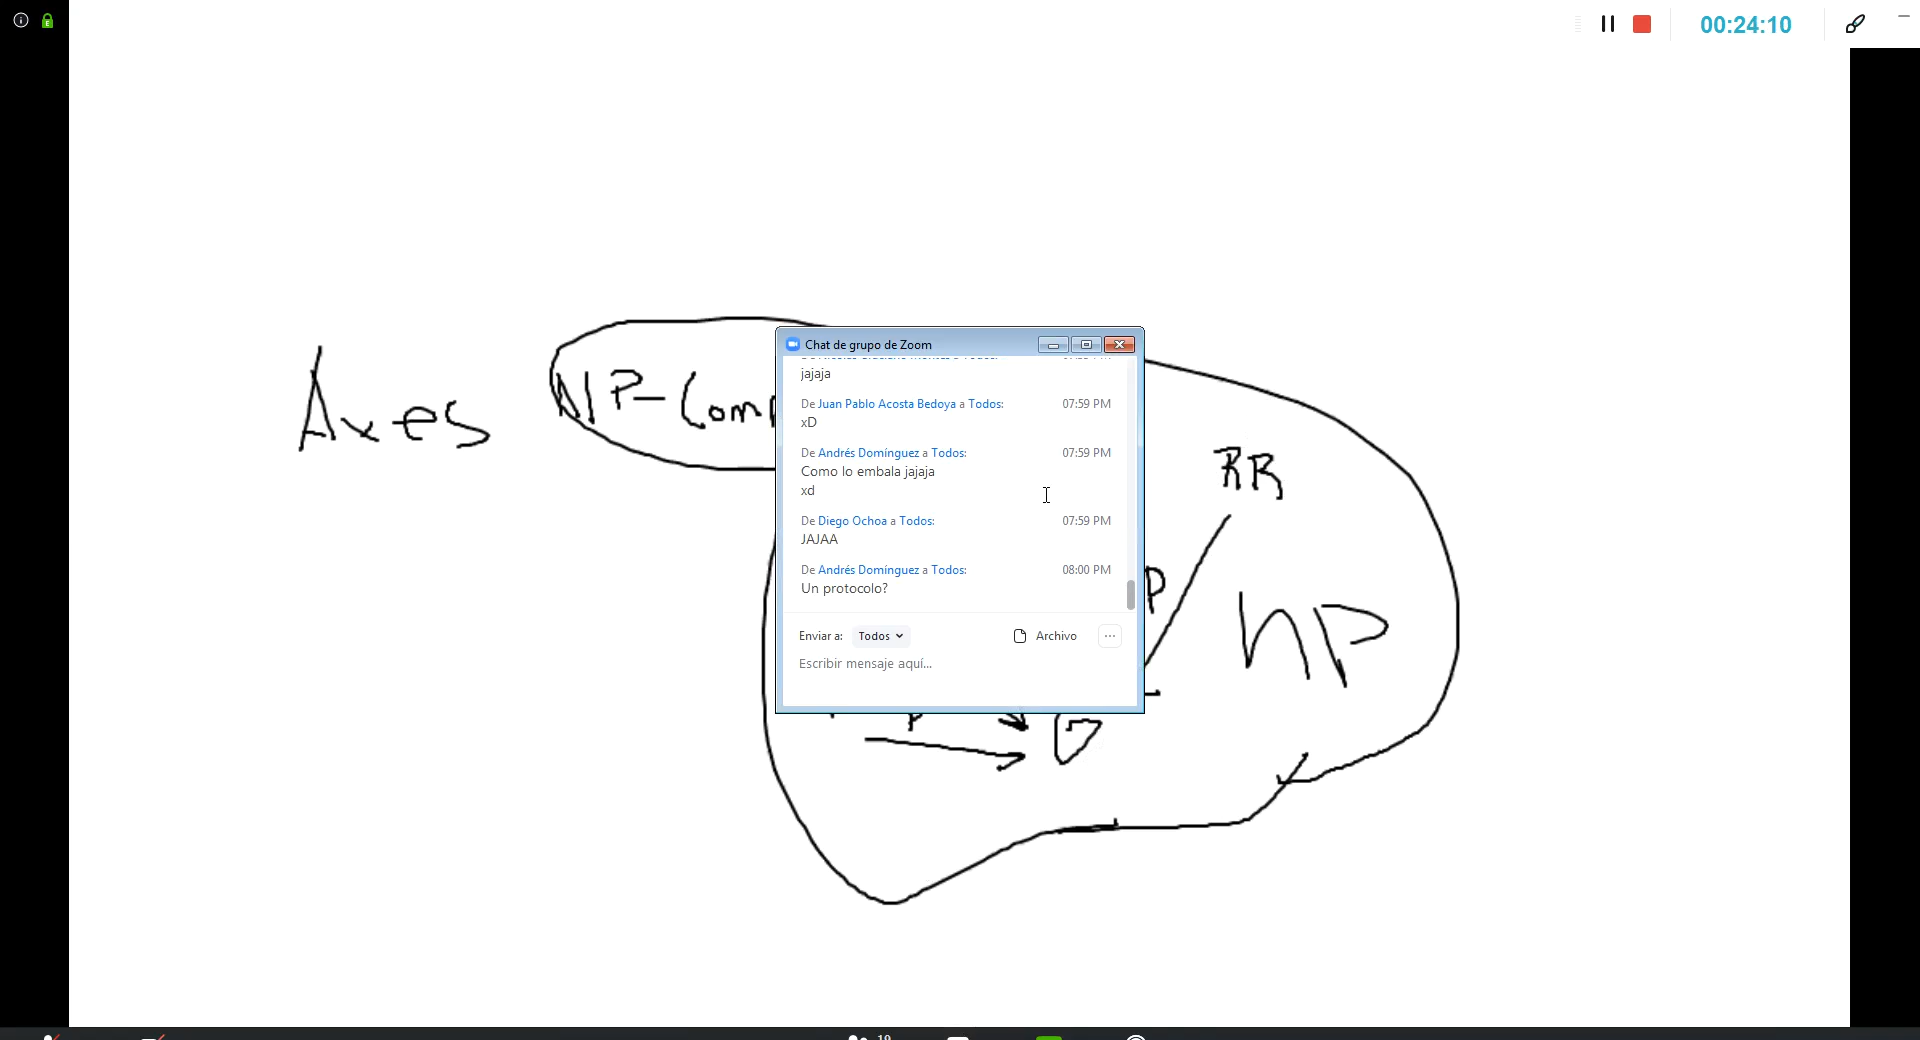 00:24:10
Axes
NP-Com
RR
p
np
Chat de grupo de Zoom
jajaja
De Juan Pablo Acosta Bedoya a Todos: 07:59 PM
xD
De Andrés Domínguez a Todos: 07:59 PM
Como lo embala jajaja
xd
De Diego Ochoa a Todos: 07:59 PM
JAJAA
De Andrés Domínguez a Todos: 08:00 PM
Un protocolo?
Enviar a: Todos Archivo ...
Escribir mensaje aquí...
19